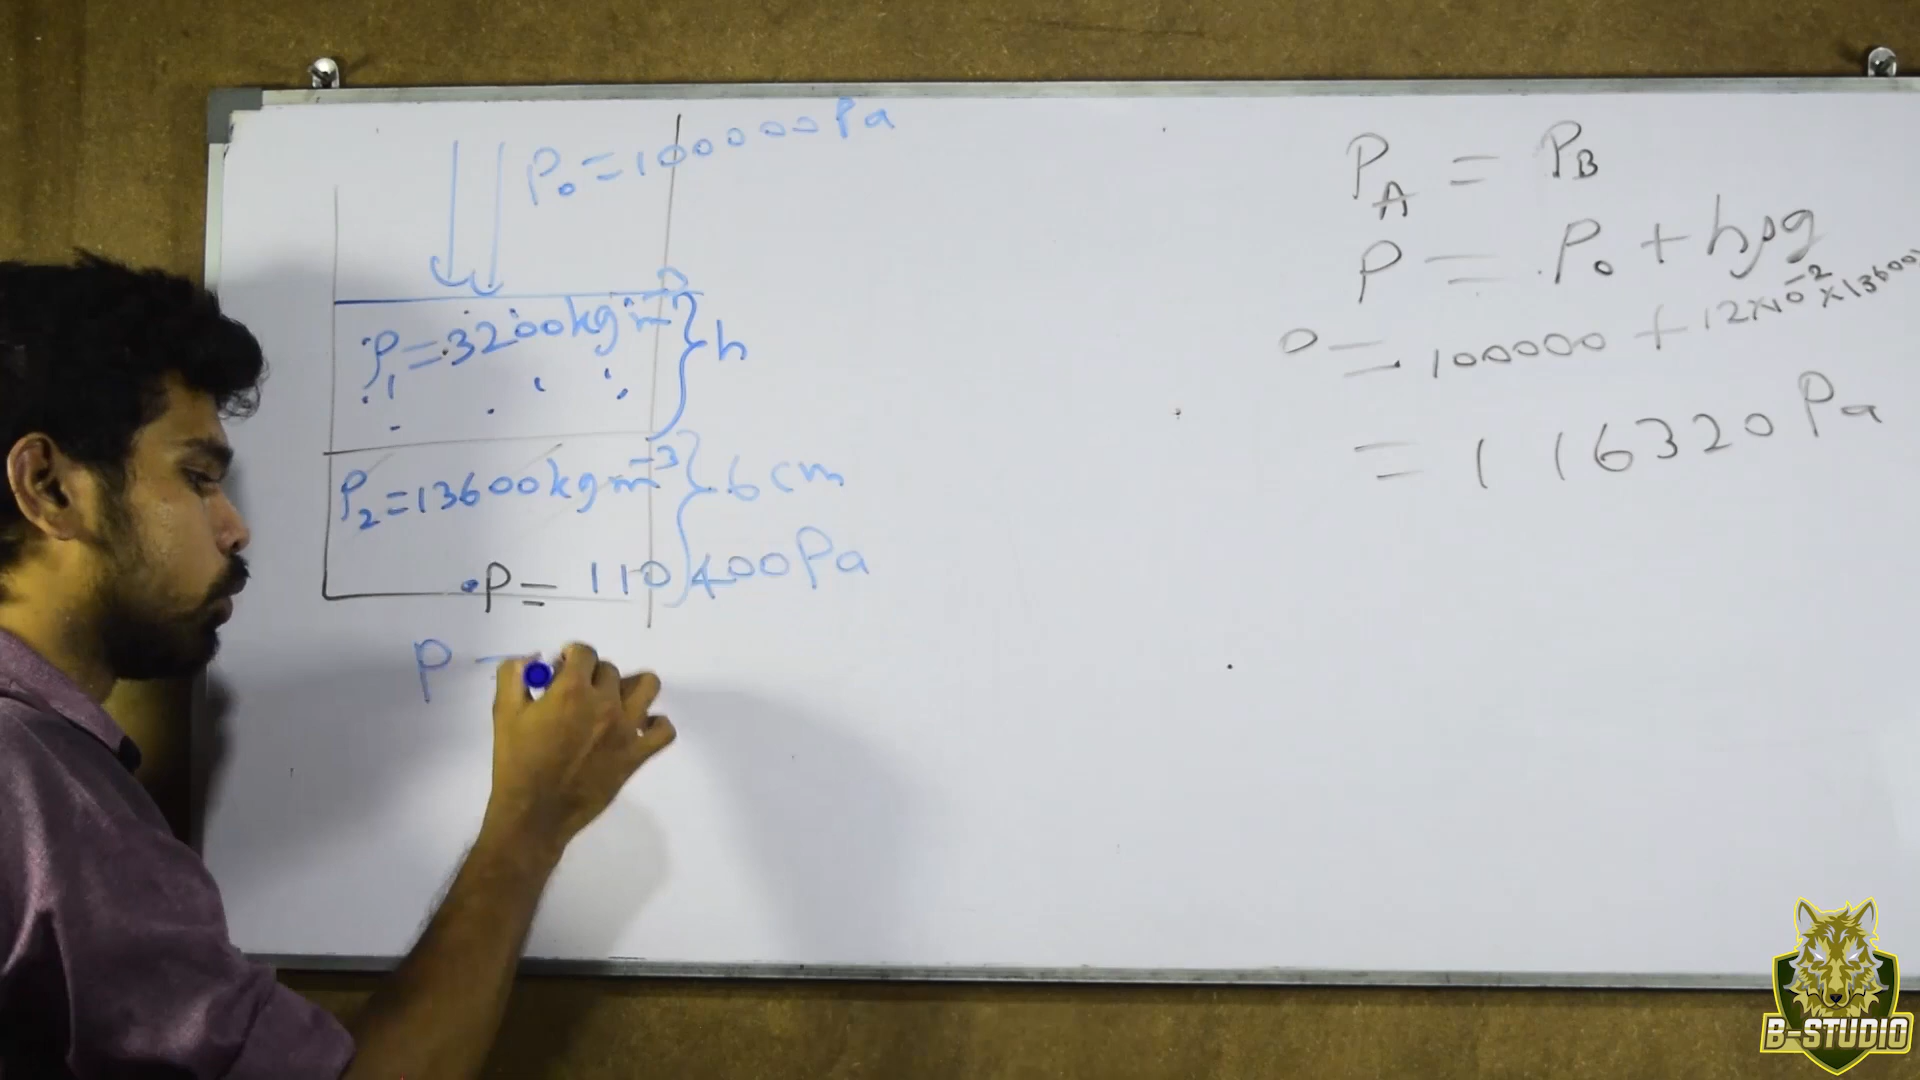 P₀ = 100000 Pa
ρ₁ = 3200 kg m⁻³ } h
ρ₂ = 13600 kg m⁻³ } 6 cm
P = 110400 Pa
P =
P_A = P_B
P = P₀ + hρg
= 100000 + 12×10⁻² × 13600
= 116320 Pa
B-STUDIO